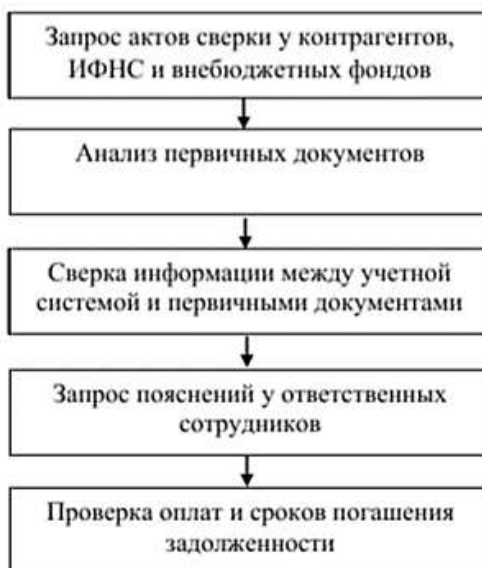 Запрос актов сверки у контрагентов,
ИФНС и внебюджетных фондов
Анализ первичных документов
Сверка информации между учетной
системой и первичными документами
Запрос пояснений у ответственных
сотрудников
Проверка оплат и сроков погашения
задолженности